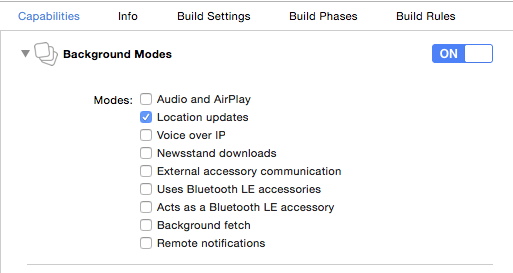 Capabilities Info Build Settings Build Phases Build Rules
Background Modes ON
Modes: Audio and AirPlay
Location updates
Voice over IP
Newsstand downloads
External accessory communication
Uses Bluetooth LE accessories
Acts as a Bluetooth LE accessory
Background fetch
Remote notifications